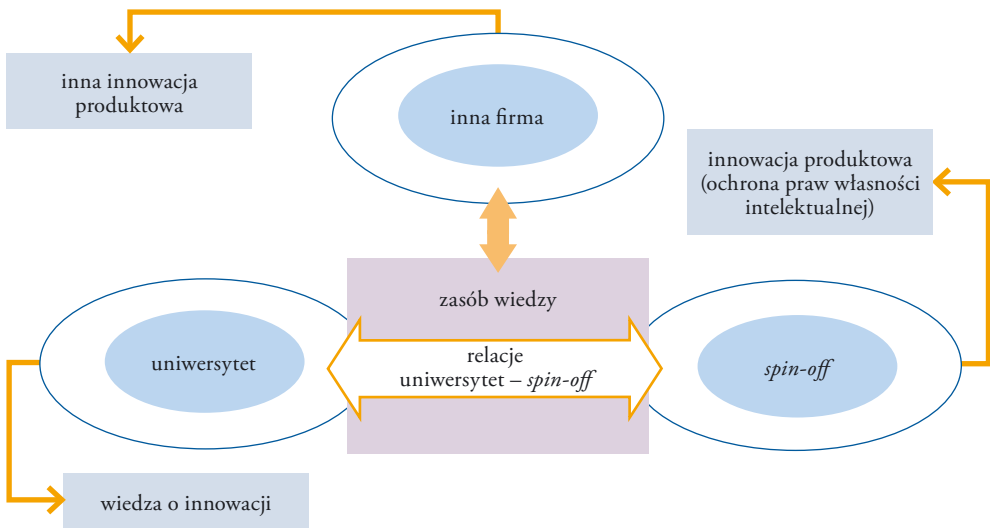 inna innowacja
produktowa
inna firma
innowacja produktowa
(ochrona praw własności
intelektualnej)
zasób wiedzy
uniwersytet
relacje
uniwersytet – spin-off
spin-off
wiedza o innowacji